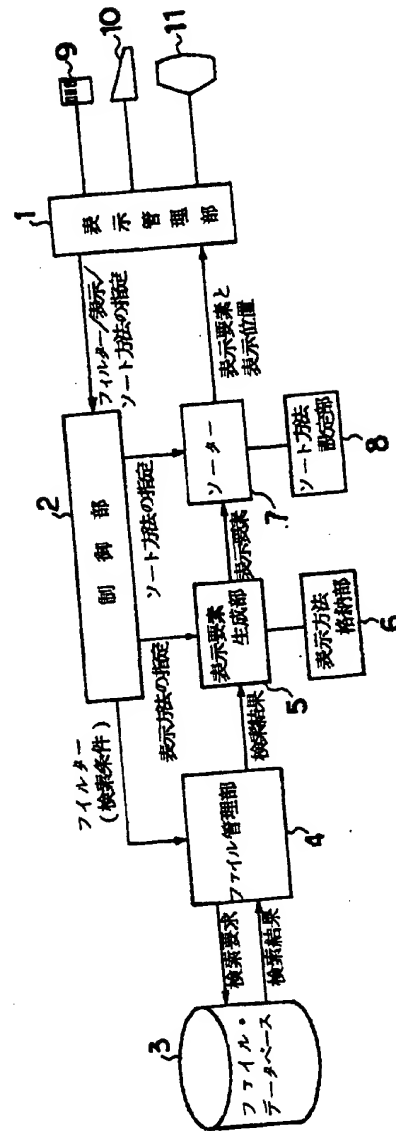 1
表示管理部
9
10
11
フィルター/表示/
ソート方法の指定
2
制御部
フィルター
(検索条件)
表示方法の指定
ソート方法の指定
表示要素と
表示位置
3
ファイル・
データベース
検索要求
検索結果
ファイル管理部
4
検索結果
表示要素
生成部
5
表示要素
ソーター
7
表示方法
格納部
6
ソート方法
設定部
8